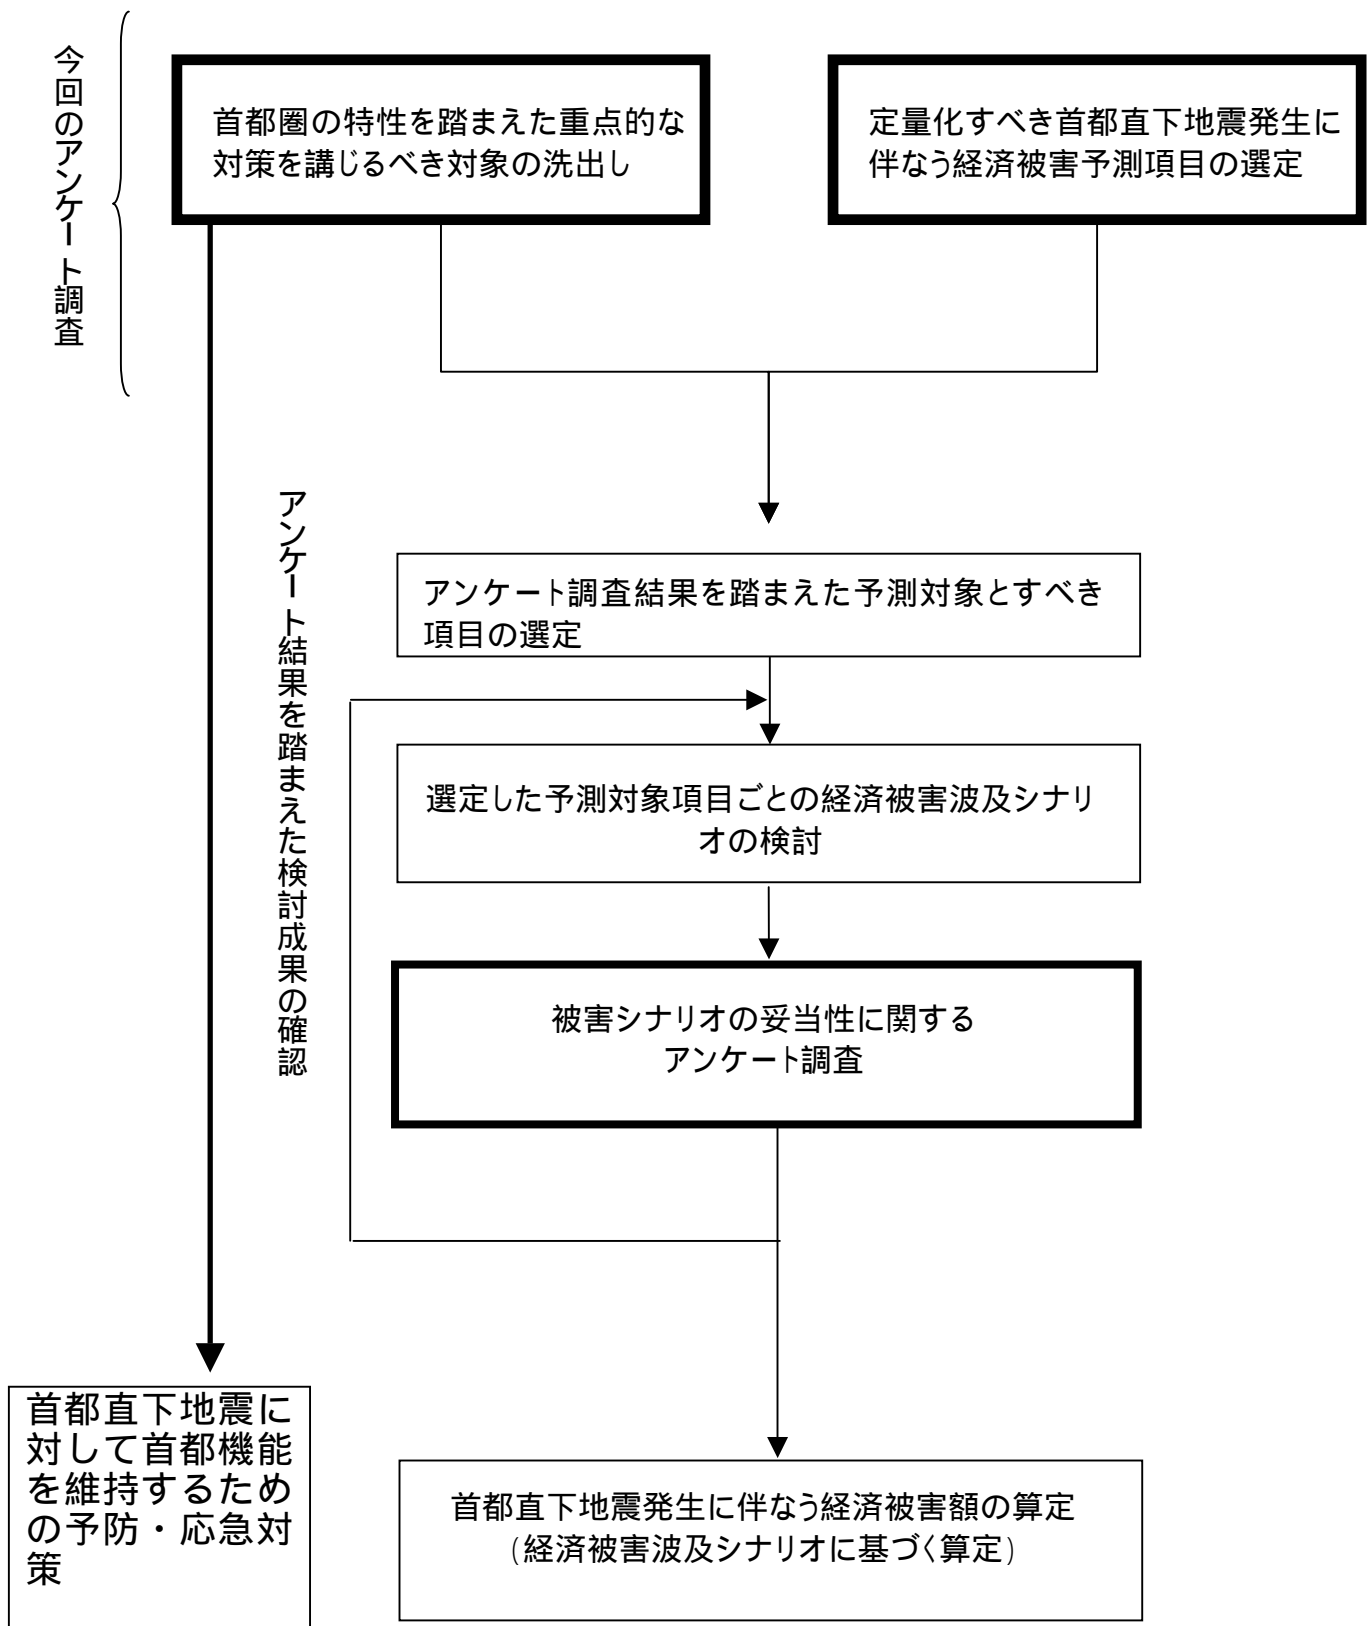 今回のアンケート調査
首都圏の特性を踏まえた重点的な
対策を講じるべき対象の洗出し
定量化すべき首都直下地震発生に
伴なう経済被害予測項目の選定
アンケート結果を踏まえた検討成果の確認
アンケート調査結果を踏まえた予測対象とすべき
項目の選定
選定した予測対象項目ごとの経済被害波及シナリ
オの検討
被害シナリオの妥当性に関する
アンケート調査
首都直下地震に
対して首都機能
を維持するため
の予防・応急対
策
首都直下地震発生に伴なう経済被害額の算定
(経済被害波及シナリオに基づく算定)